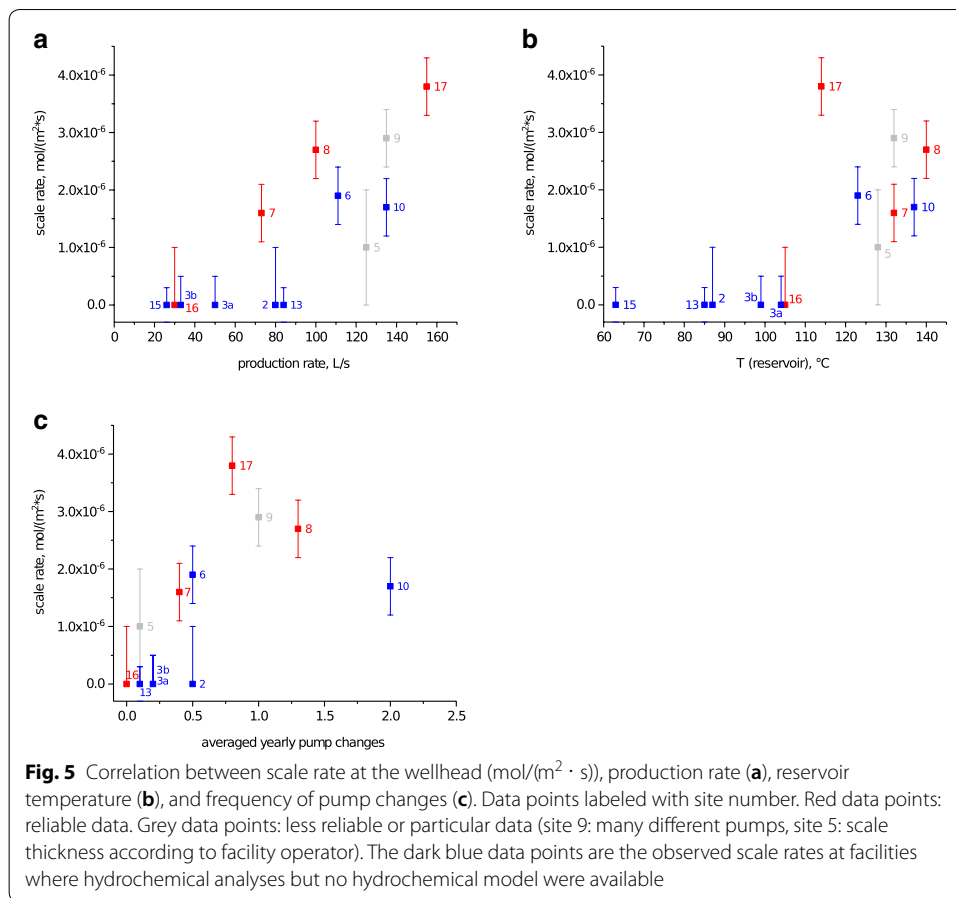 a
4.0x10⁻⁶
3.0x10⁻⁶
2.0x10⁻⁶
1.0x10⁻⁶
0.0
scale rate, mol/(m²*s)
17
8
9
6
10
7
5
15
3b
16
3a
2
13
0 20 40 60 80 100 120 140 160
production rate, L/s
b
4.0x10⁻⁶
3.0x10⁻⁶
2.0x10⁻⁶
1.0x10⁻⁶
0.0
scale rate, mol/(m²*s)
17
9
8
6
10
7
5
15
13
2
3b
3a
16
60 70 80 90 100 110 120 130 140
T (reservoir), °C
c
4.0x10⁻⁶
3.0x10⁻⁶
2.0x10⁻⁶
1.0x10⁻⁶
0.0
scale rate, mol/(m²*s)
17
9
8
6
7
10
5
16
3b
3a
13
2
0.0 0.5 1.0 1.5 2.0 2.5
averaged yearly pump changes
Fig. 5 Correlation between scale rate at the wellhead (mol/(m² · s)), production rate (a), reservoir
temperature (b), and frequency of pump changes (c). Data points labeled with site number. Red data points:
reliable data. Grey data points: less reliable or particular data (site 9: many different pumps, site 5: scale
thickness according to facility operator). The dark blue data points are the observed scale rates at facilities
where hydrochemical analyses but no hydrochemical model were available